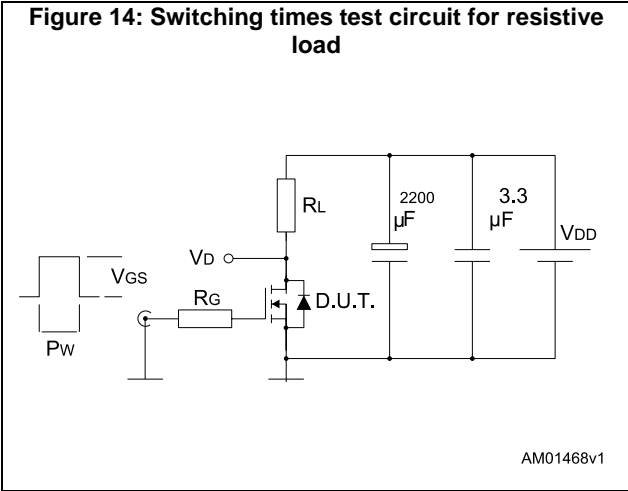 Figure 14: Switching times test circuit for resistive
load
2200
μF
3.3
μF
RL
VDD
VD
VGS
RG
D.U.T.
PW
AM01468v1